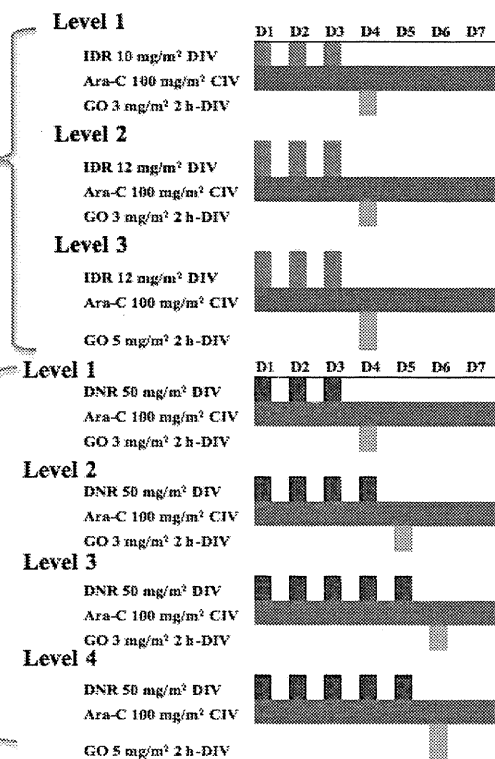 Level 1
D1 D2 D3 D4 D5 D6 D7
IDR 10 mg/m² DIV
Ara-C 100 mg/m² CIV
GO 3 mg/m² 2 h-DIV
Level 2
IDR 12 mg/m² DIV
Ara-C 100 mg/m² CIV
GO 3 mg/m² 2 h-DIV
Level 3
IDR 12 mg/m² DIV
Ara-C 100 mg/m² CIV
GO 5 mg/m² 2 h-DIV
Level 1
D1 D2 D3 D4 D5 D6 D7
DNR 50 mg/m² DIV
Ara-C 100 mg/m² CIV
GO 3 mg/m² 2 h-DIV
Level 2
DNR 50 mg/m² DIV
Ara-C 100 mg/m² CIV
GO 3 mg/m² 2 h-DIV
Level 3
DNR 50 mg/m² DIV
Ara-C 100 mg/m² CIV
GO 3 mg/m² 2 h-DIV
Level 4
DNR 50 mg/m² DIV
Ara-C 100 mg/m² CIV
GO 5 mg/m² 2 h-DIV